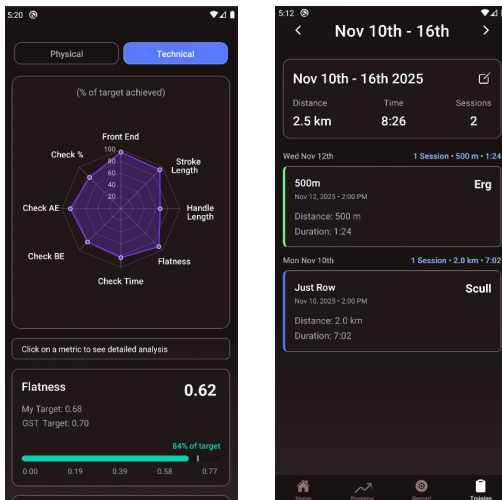 5:20
Physical
Technical
(% of target achieved)
Front End
100
80
60
40
20
Check %
Stroke
Length
Check AE
Handle
Length
Check BE
Flatness
Check Time
Click on a metric to see detailed analysis
Flatness
0.62
My Target: 0.68
GST Target: 0.70
84% of target
0.00 0.19 0.39 0.58 0.77
5:12
< Nov 10th - 16th >
Nov 10th - 16th 2025
Distance Time Sessions
2.5 km 8:26 2
Wed Nov 12th 1 Session • 500 m • 1:24
500m Erg
Nov 12, 2025 • 2:00 PM
Distance: 500 m
Duration: 1:24
Mon Nov 10th 1 Session • 2.0 km • 7:02
Just Row Scull
Nov 10, 2025 • 2:00 PM
Distance: 2.0 km
Duration: 7:02
Home Progress Record Training